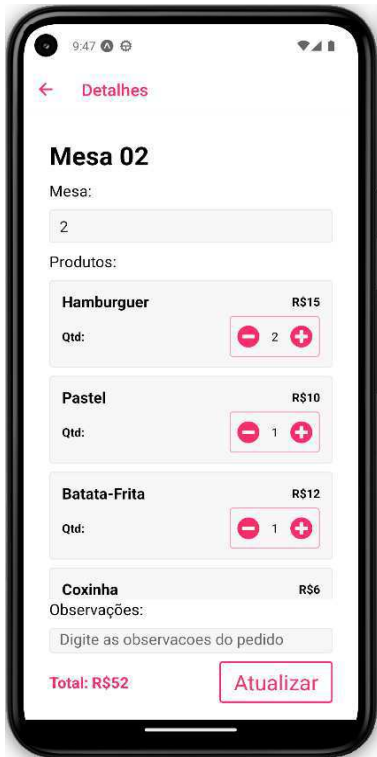 9:47
Detalhes
Mesa 02
Mesa:
2
Produtos:
Hamburguer R$15
Qtd: 2
Pastel R$10
Qtd: 1
Batata-Frita R$12
Qtd: 1
Coxinha R$6
Observações:
Digite as observacoes do pedido
Total: R$52 Atualizar